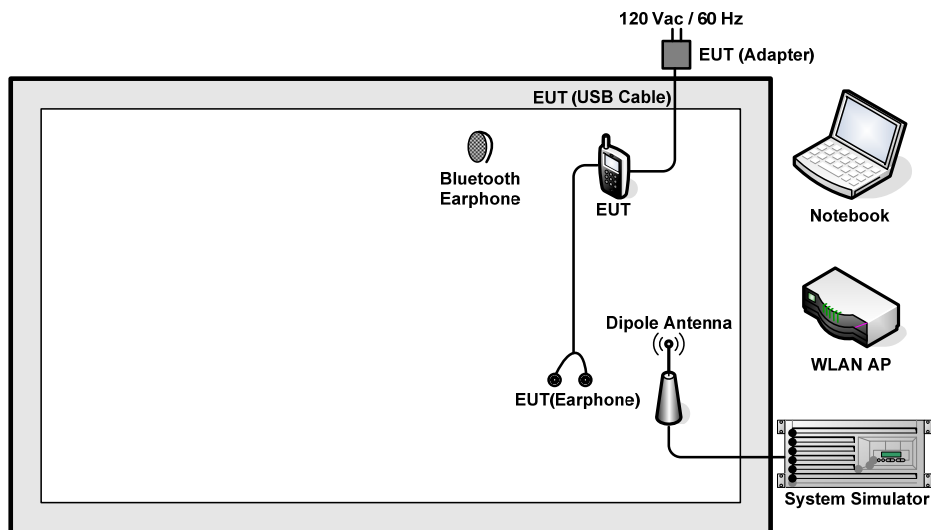 120 Vac / 60 Hz
EUT (Adapter)
EUT (USB Cable)
Bluetooth
Earphone
EUT
Notebook
Dipole Antenna
WLAN AP
EUT(Earphone)
System Simulator